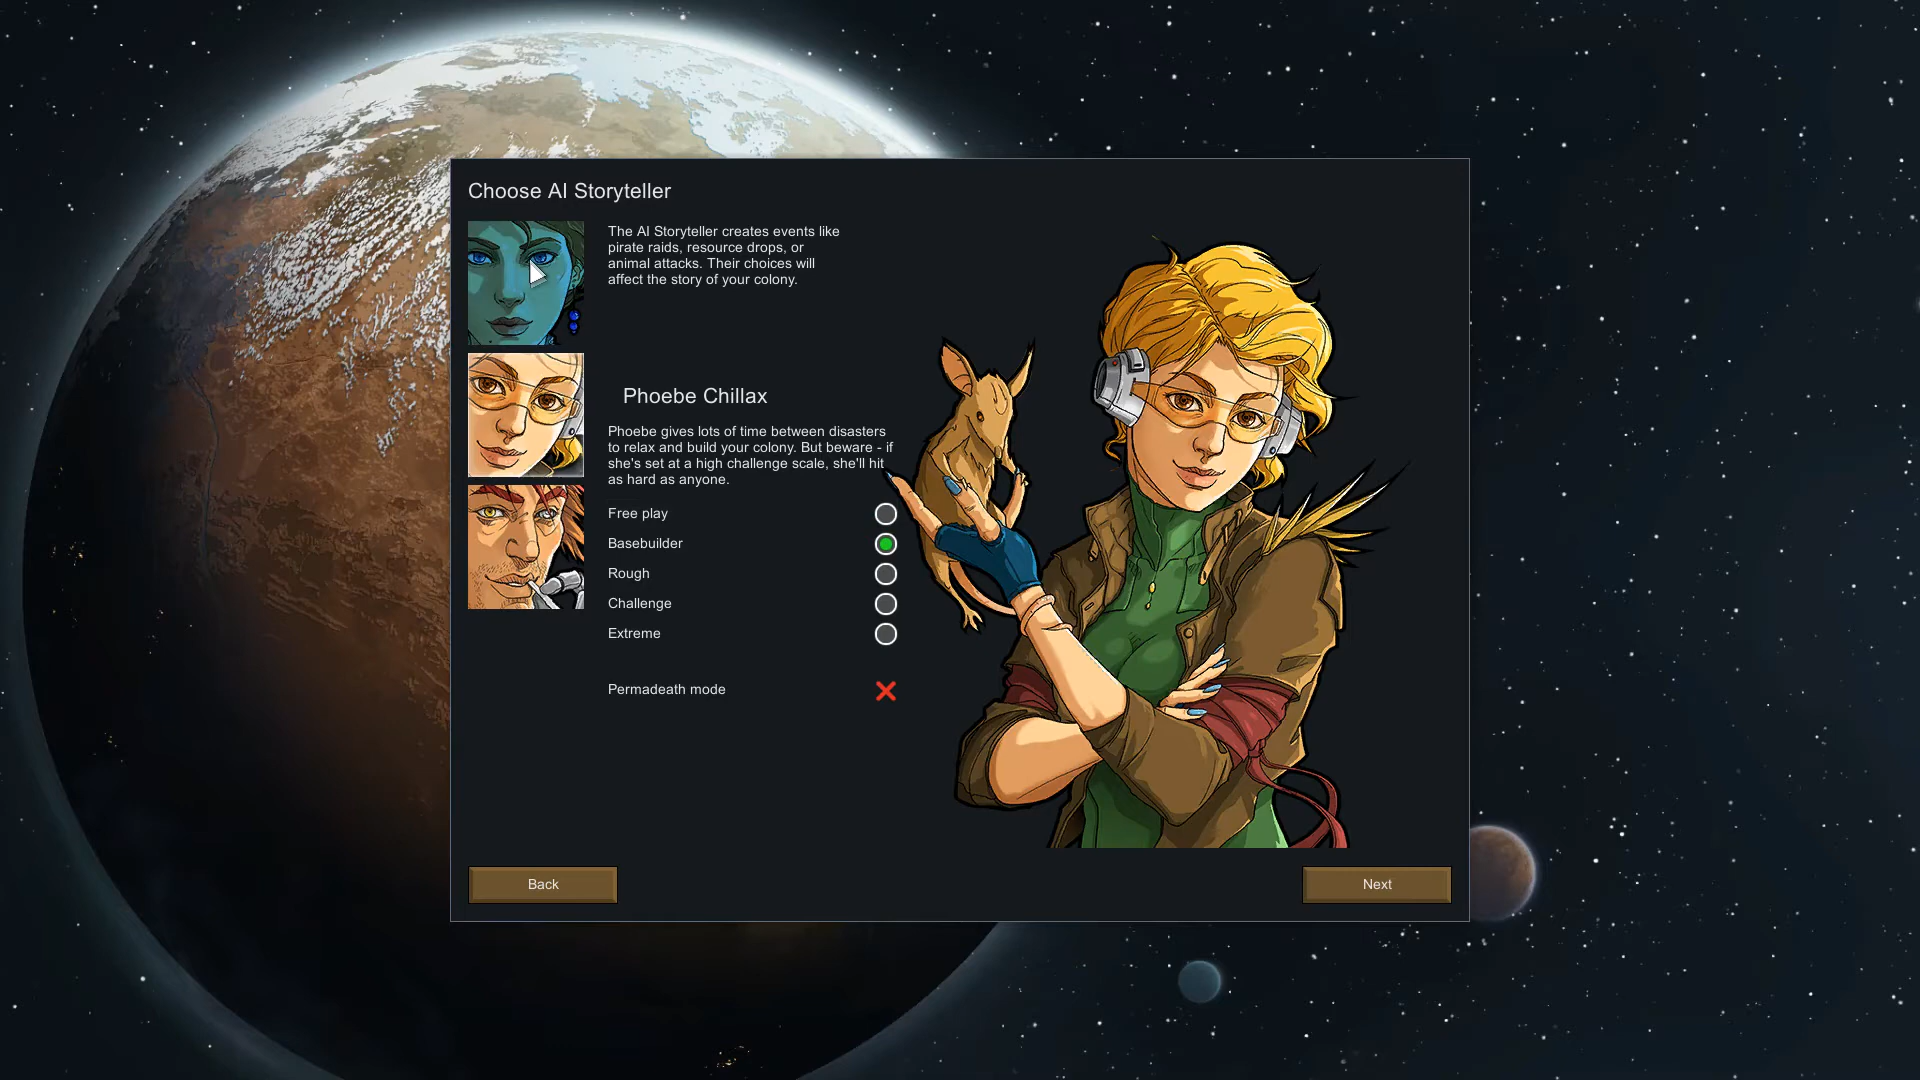 Choose AI Storyteller
The AI Storyteller creates events like
pirate raids, resource drops, or
animal attacks. Their choices will
affect the story of your colony.
Phoebe Chillax
Phoebe gives lots of time between disasters
to relax and build your colony. But beware - if
she's set at a high challenge scale, she'll hit
as hard as anyone.
Free play
Basebuilder
Rough
Challenge
Extreme
Permadeath mode
Back
Next